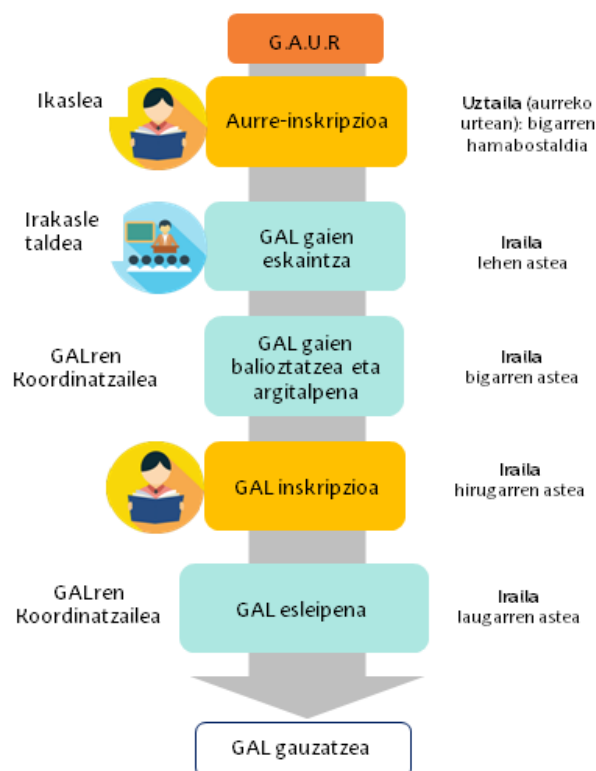 G.A.U.R
Ikaslea
Aurre-inskripzioa
Uztaila (aurreko
urtean): bigarren
hamabostaldia
Irakasle
taldea
GAL gaien
eskaintza
Iraila
lehen astea
GALren
Koordinatzailea
GAL gaien
balioztatzea eta
argitalpena
Iraila
bigarren astea
GAL inskripzioa
Iraila
hirugarren astea
GALren
Koordinatzailea
GAL esleipena
Iraila
laugarren astea
GAL gauzatzea